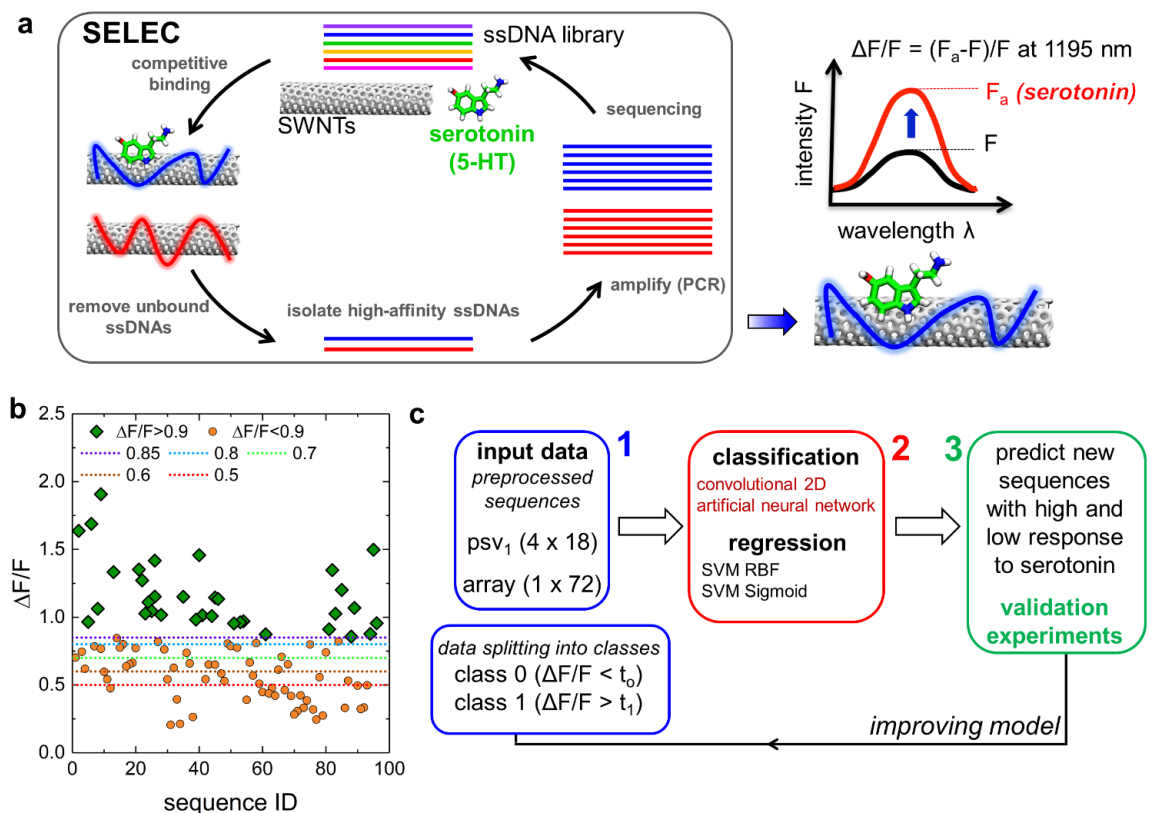 a
SELEC
competitive
binding
ssDNA library
SWNTs
serotonin
(5-HT)
sequencing
remove unbound
ssDNAs
isolate high-affinity ssDNAs
amplify (PCR)
ΔF/F = (Fₐ-F)/F at 1195 nm
intensity F
Fₐ (serotonin)
F
wavelength λ
b
ΔF/F
2.5
2.0
1.5
1.0
0.5
0.0
ΔF/F>0.9 ΔF/F<0.9
0.85 0.8 0.7
0.6 0.5
0 20 40 60 80 100
sequence ID
c
input data
preprocessed
sequences
psv₁ (4 x 18)
array (1 x 72)
1
data splitting into classes
class 0 (ΔF/F < t₀)
class 1 (ΔF/F > t₁)
classification
convolutional 2D
artificial neural network
regression
SVM RBF
SVM Sigmoid
2
3
predict new
sequences
with high and
low response
to serotonin
validation
experiments
improving model